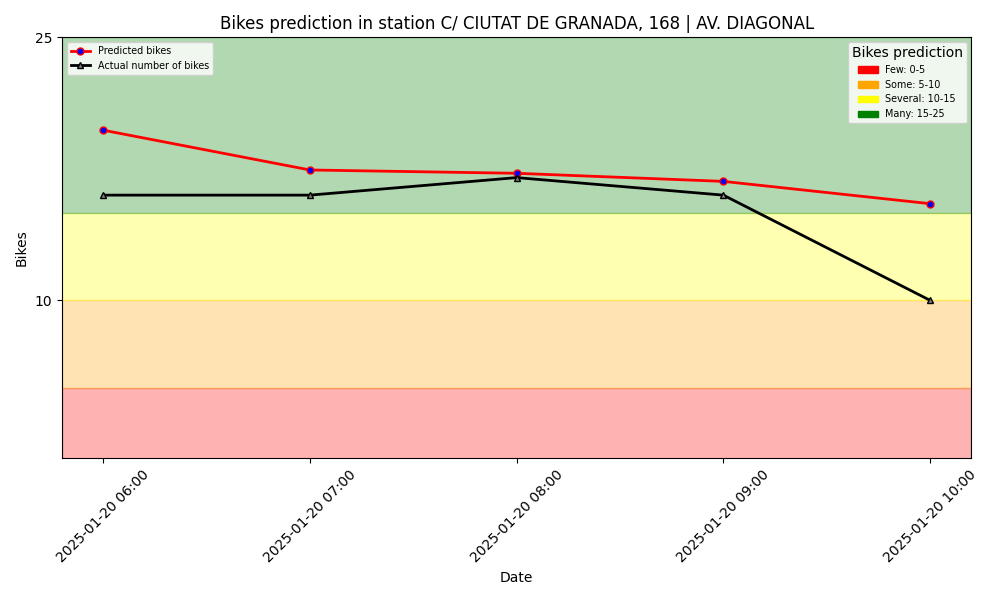 Bikes prediction in station C/ CIUTAT DE GRANADA, 168 | AV. DIAGONAL
25
Predicted bikes
Actual number of bikes
Bikes prediction
Few: 0-5
Some: 5-10
Several: 10-15
Many: 15-25
Bikes
10
2025-01-20 06:00
2025-01-20 07:00
2025-01-20 08:00
2025-01-20 09:00
2025-01-20 10:00
Date